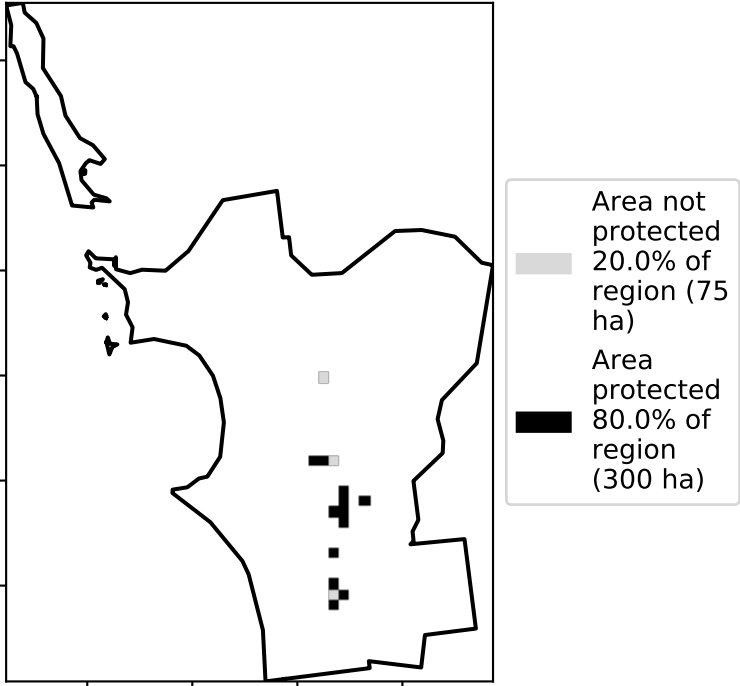 Area not
protected
20.0% of
region (75
ha)
Area
protected
80.0% of
region
(300 ha)